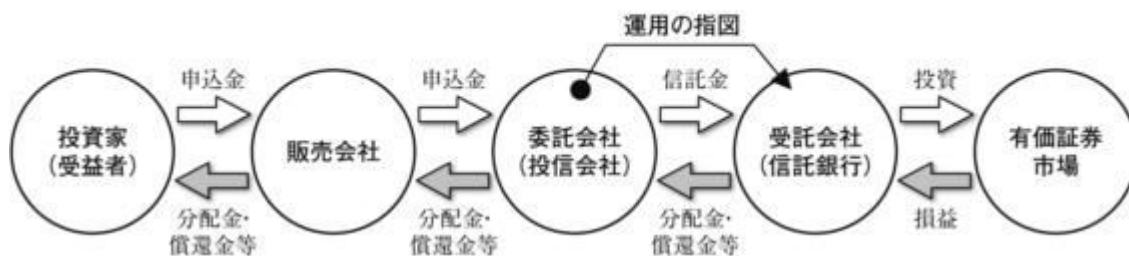 運用の指図
申込金
申込金
信託金
投資
投資家
(受益者)
販売会社
委託会社
(投信会社)
受託会社
(信託銀行)
有価証券
市場
分配金・
償還金等
分配金・
償還金等
分配金・
償還金等
損益